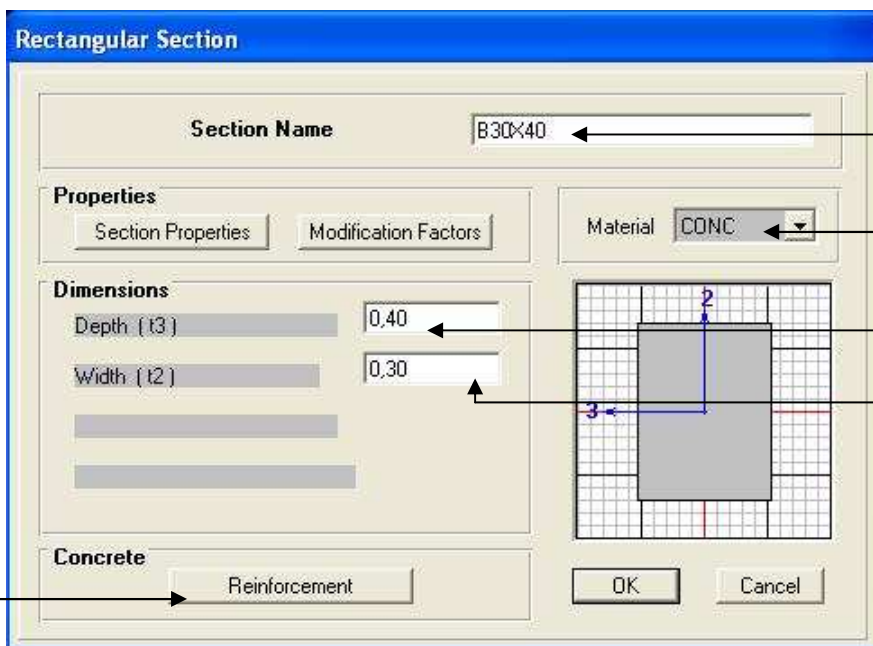 Rectangular Section
Section Name B30X40
Properties
Section Properties Modification Factors
Material CONC
Dimensions
Depth ( t3 ) 0,40
Width ( t2 ) 0,30
2
3
Concrete
Reinforcement
OK Cancel